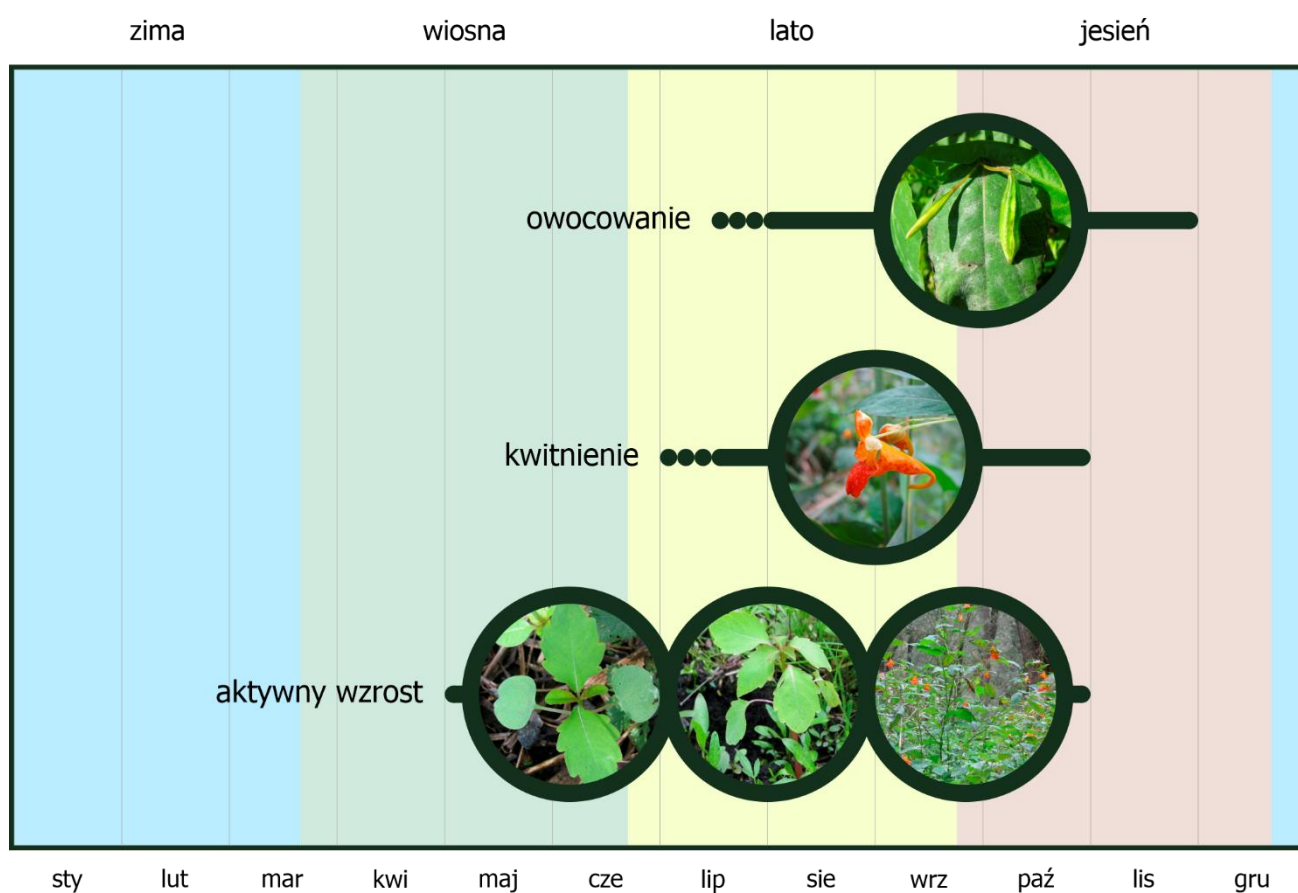 zima wiosna lato jesień
owocowanie
kwitnienie
aktywny wzrost
sty lut mar kwi maj cze lip sie wrz paź lis gru